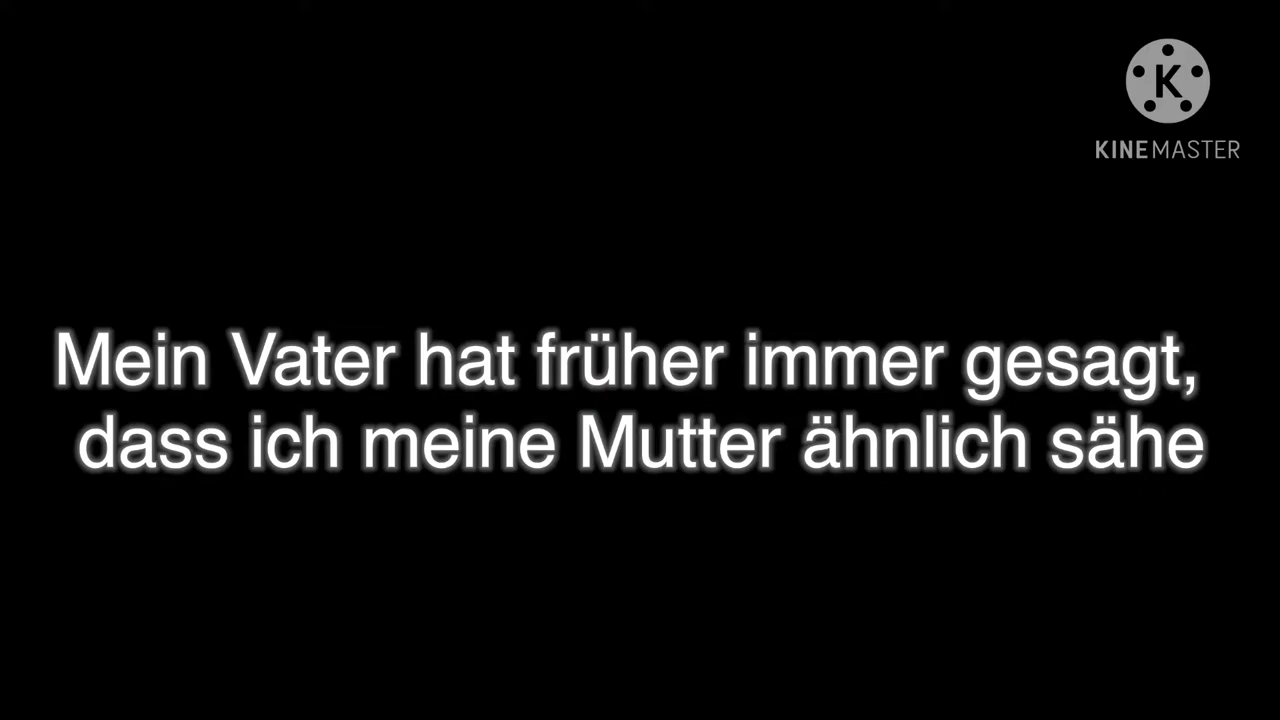 K
KINEMASTER
Mein Vater hat früher immer gesagt,
dass ich meine Mutter ähnlich sähe